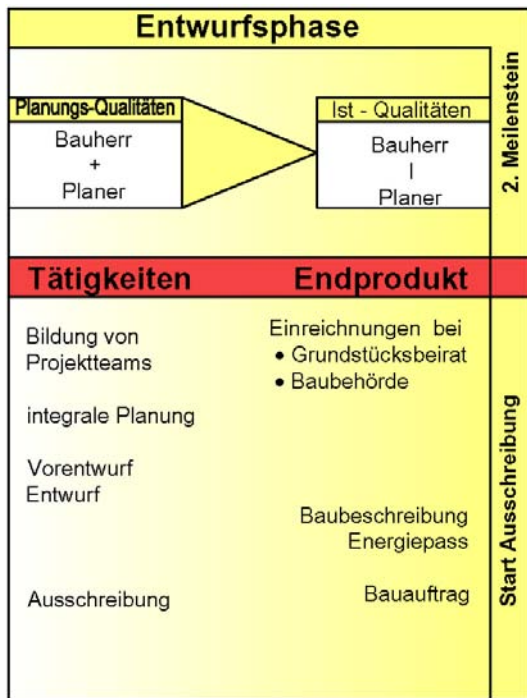 Entwurfsphase
Planungs-Qualitäten
Bauherr
+
Planer
Ist - Qualitäten
Bauherr
|
Planer
2. Meilenstein
Tätigkeiten
Endprodukt
Bildung von
Projektteams
integrale Planung
Vorentwurf
Entwurf
Ausschreibung
Einreichnungen bei
• Grundstücksbeirat
• Baubehörde
Baubeschreibung
Energiepass
Bauauftrag
Start Ausschreibung